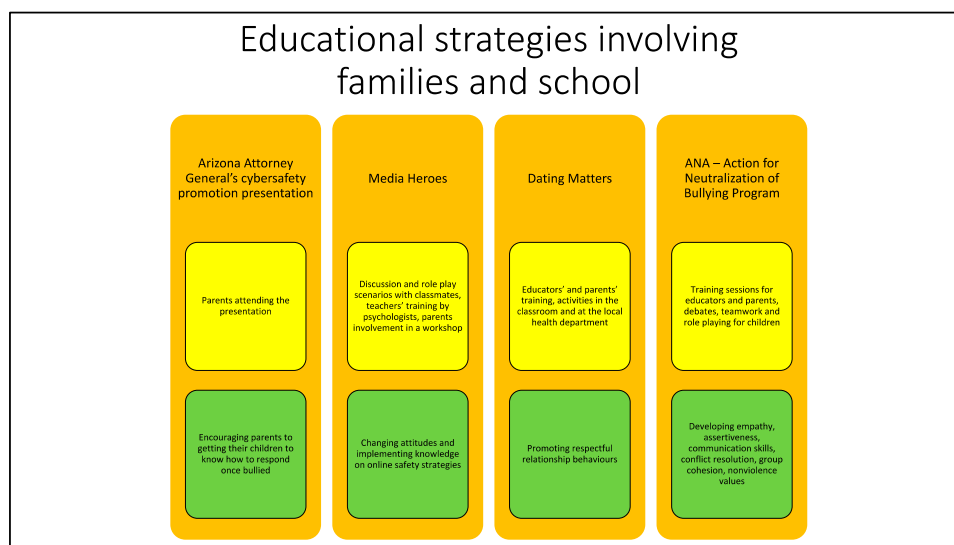 Educational strategies involving
families and school
Arizona Attorney
General’s cybersafety
promotion presentation
Parents attending the
presentation
Encouraging parents to
getting their children to
know how to respond
once bullied
Media Heroes
Discussion and role play
scenarios with classmates,
teachers’ training by
psychologists, parents
involvement in a workshop
Changing attitudes and
implementing knowledge
on online safety strategies
Dating Matters
Educators’ and parents’
training, activities in the
classroom and at the local
health department
Promoting respectful
relationship behaviours
ANA – Action for
Neutralization of
Bullying Program
Training sessions for
educators and parents,
debates, teamwork and
role playing for children
Developing empathy,
assertiveness,
communication skills,
conflict resolution, group
cohesion, nonviolence
values